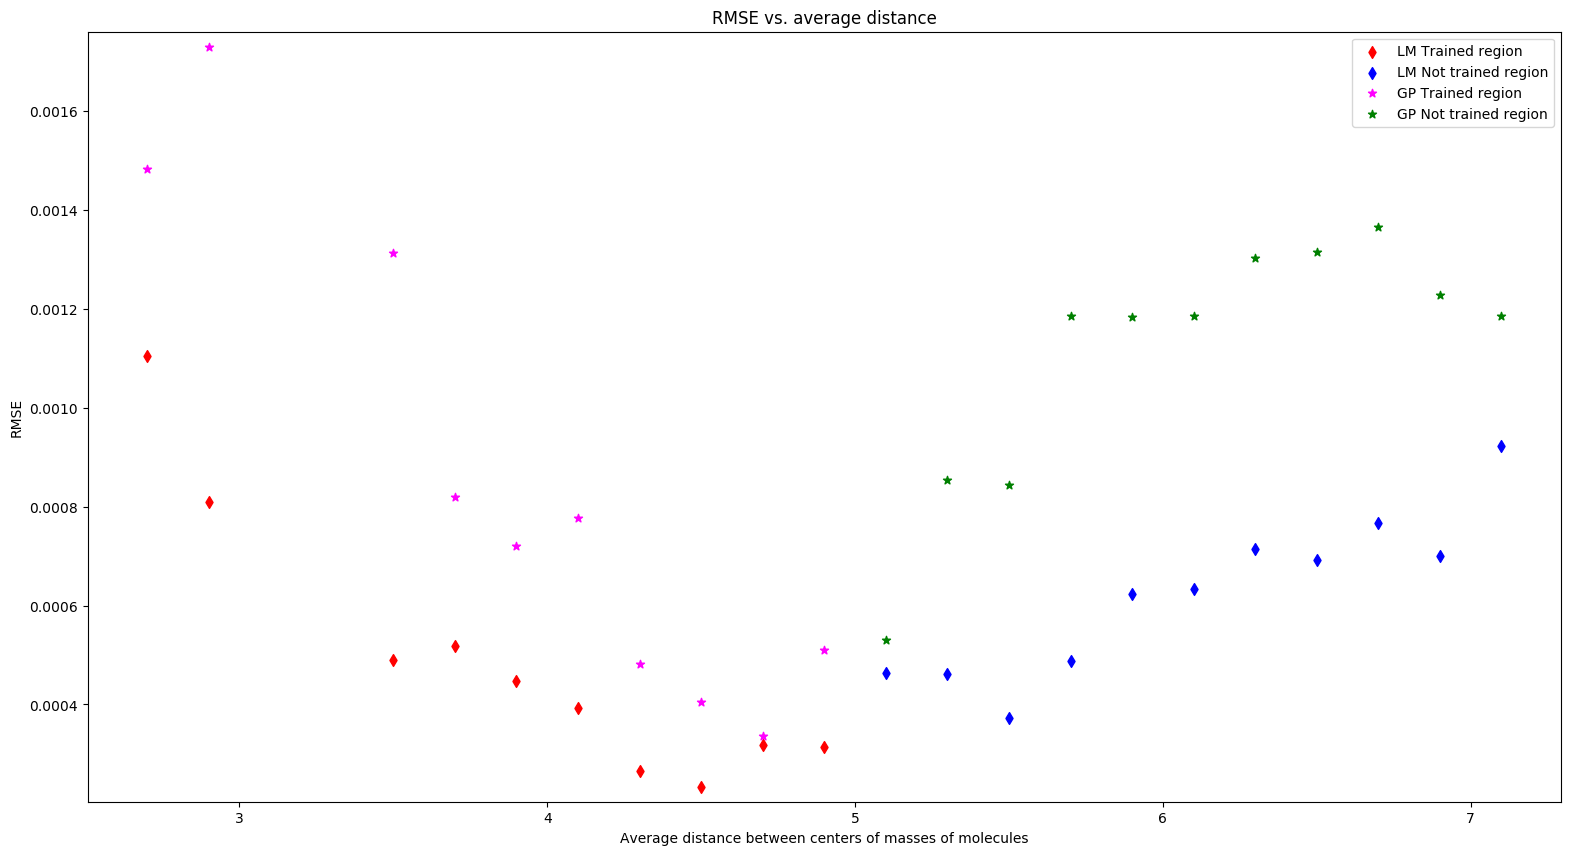 RMSE vs. average distance
LM Trained region
LM Not trained region
GP Trained region
GP Not trained region
RMSE
0.0016
0.0014
0.0012
0.0010
0.0008
0.0006
0.0004
3
4
5
6
7
Average distance between centers of masses of molecules